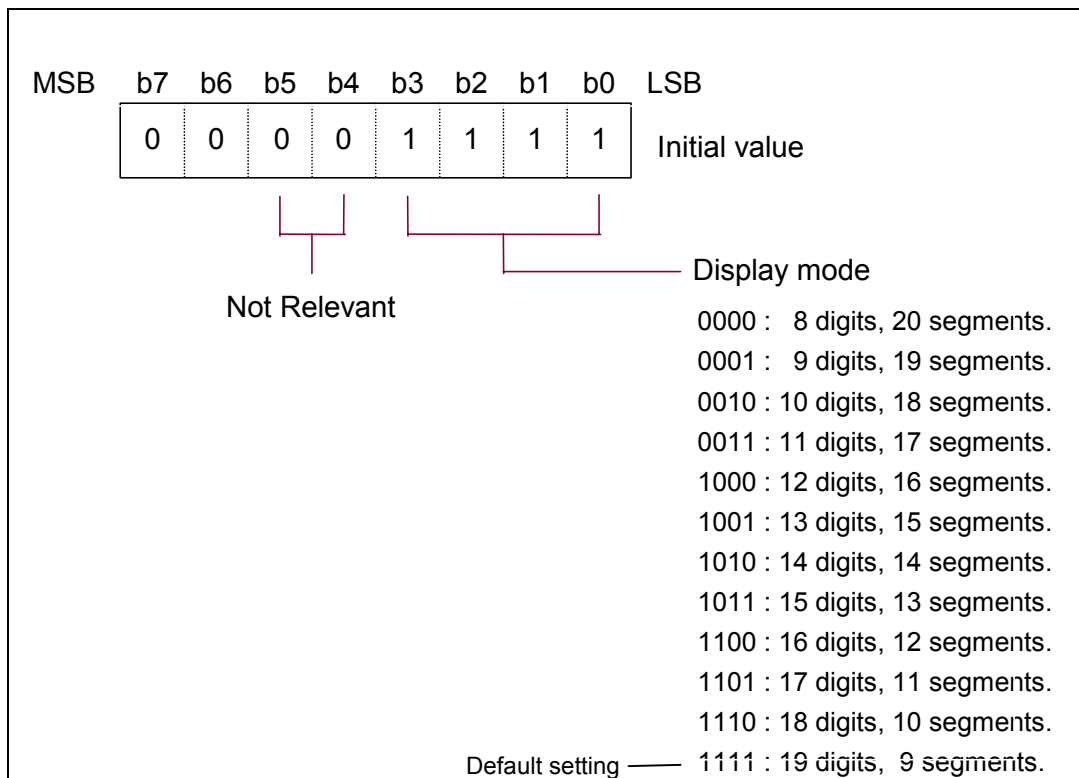 MSB b7 b6 b5 b4 b3 b2 b1 b0 LSB
0 0 0 0 1 1 1 1 Initial value
Not Relevant
Display mode
0000 : 8 digits, 20 segments.
0001 : 9 digits, 19 segments.
0010 : 10 digits, 18 segments.
0011 : 11 digits, 17 segments.
1000 : 12 digits, 16 segments.
1001 : 13 digits, 15 segments.
1010 : 14 digits, 14 segments.
1011 : 15 digits, 13 segments.
1100 : 16 digits, 12 segments.
1101 : 17 digits, 11 segments.
1110 : 18 digits, 10 segments.
Default setting 1111 : 19 digits, 9 segments.